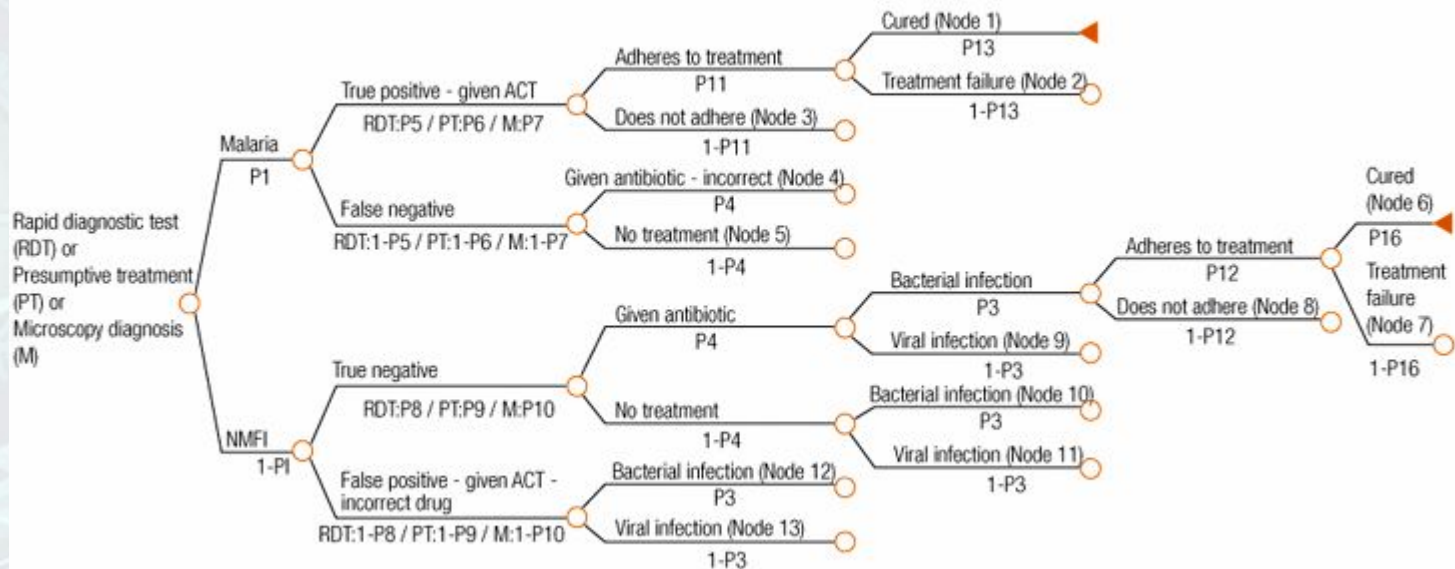 Cured (Node 1)
P13
Adheres to treatment
P11
Treatment failure (Node 2)
1-P13
True positive - given ACT
RDT:P5 / PT:P6 / M:P7
Does not adhere (Node 3)
1-P11
Malaria
P1
Given antibiotic - incorrect (Node 4)
P4
False negative
RDT:1-P5 / PT:1-P6 / M:1-P7
No treatment (Node 5)
1-P4
Rapid diagnostic test
(RDT) or
Presumptive treatment
(PT) or
Microscopy diagnosis
(M)
Cured
(Node 6)
P16
Adheres to treatment
P12
Treatment
failure
(Node 7)
1-P16
Bacterial infection
P3
Does not adhere (Node 8)
1-P12
Given antibiotic
P4
Viral infection (Node 9)
1-P3
True negative
RDT:P8 / PT:P9 / M:P10
Bacterial infection (Node 10)
P3
No treatment
1-P4
Viral infection (Node 11)
1-P3
NMFI
1-PI
Bacterial infection (Node 12)
P3
False positive - given ACT -
incorrect drug
RDT:1-P8 / PT:1-P9 / M:1-P10
Viral infection (Node 13)
1-P3